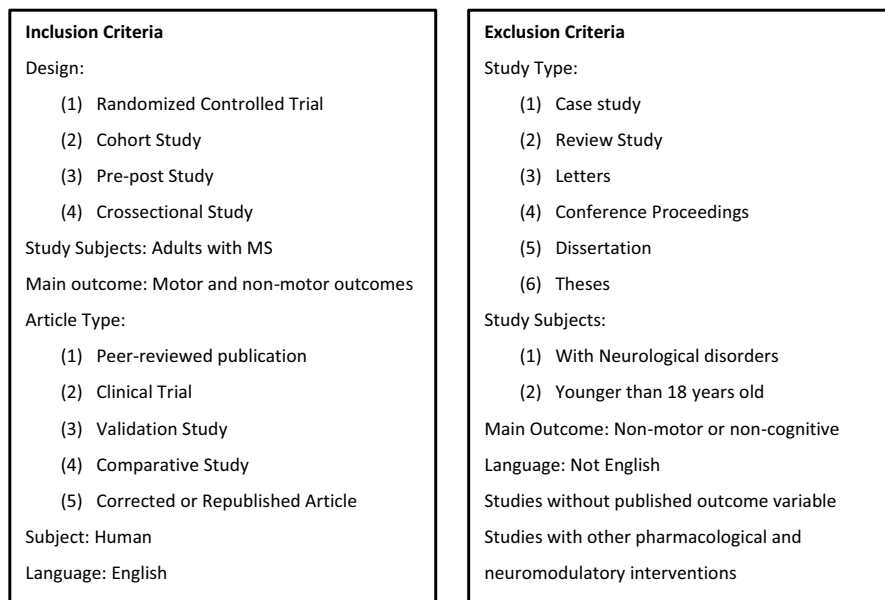 Inclusion Criteria
Design:
(1) Randomized Controlled Trial
(2) Cohort Study
(3) Pre-post Study
(4) Crossectional Study
Study Subjects: Adults with MS
Main outcome: Motor and non-motor outcomes
Article Type:
(1) Peer-reviewed publication
(2) Clinical Trial
(3) Validation Study
(4) Comparative Study
(5) Corrected or Republished Article
Subject: Human
Language: English
Exclusion Criteria
Study Type:
(1) Case study
(2) Review Study
(3) Letters
(4) Conference Proceedings
(5) Dissertation
(6) Theses
Study Subjects:
(1) With Neurological disorders
(2) Younger than 18 years old
Main Outcome: Non-motor or non-cognitive
Language: Not English
Studies without published outcome variable
Studies with other pharmacological and
neuromodulatory interventions